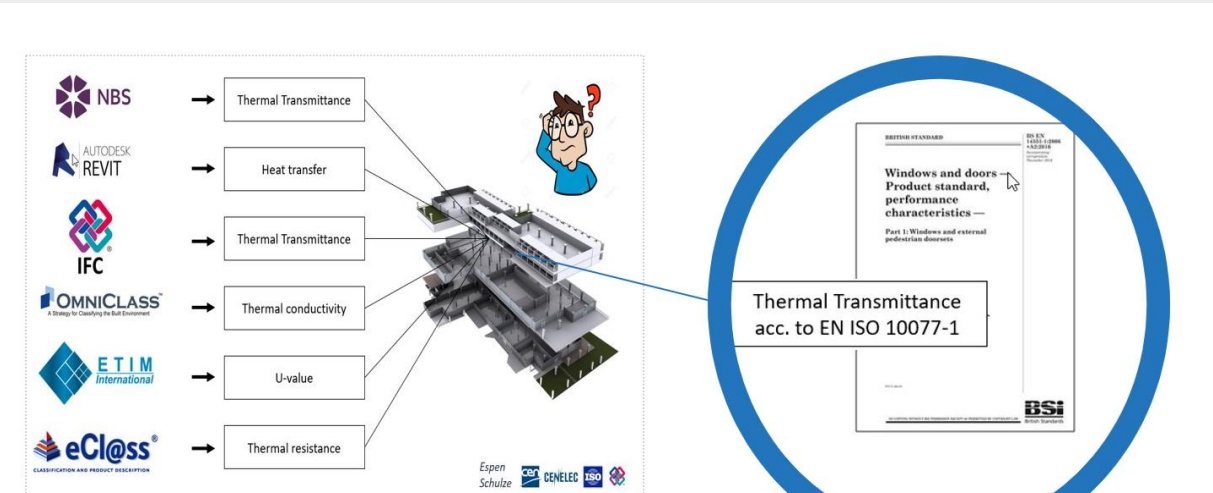 NBS
Thermal Transmittance
AUTODESK
REVIT
Heat transfer
IFC
Thermal Transmittance
OMNICLASS
A Strategy for Classifying the Built Environment
Thermal conductivity
ETIM
International
U-value
eCl@ss
CLASSIFICATION AND PRODUCT DESCRIPTION
Thermal resistance
Espen
Schulze
cen
CENELEC
ISO
BRITISH STANDARD
BS EN
14351-1:2006
+A2:2016
Windows and doors —
Product standard,
performance
characteristics —
Part 1: Windows and external
pedestrian doorsets
Thermal Transmittance
acc. to EN ISO 10077-1
BSi
British Standards